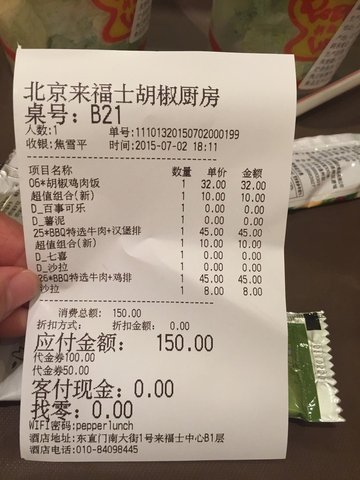 北京来福士胡椒厨房
桌号: B21
人数:1 单号:11101320150702000199
收银:焦雪平 时间:2015-07-02 18:11
项目名称 数量 单价 金额
06*胡椒鸡肉饭 1 32.00 32.00
超值组合(新) 1 10.00 10.00
D_百事可乐 1 0.00 0.00
D_薯泥 1 0.00 0.00
25*BBQ特选牛肉+汉堡排 1 45.00 45.00
超值组合(新) 1 10.00 10.00
D_七喜 1 0.00 0.00
D_沙拉 1 0.00 0.00
26*BBQ特选牛肉+鸡排 1 45.00 45.00
沙拉 1 8.00 8.00
消费总额: 150.00
折扣方式: 折扣金额: 0.00
应付金额: 150.00
代金券100.00
代金券50.00
客付现金: 0.00
找零: 0.00
WIFI密码:pepperlunch
酒店地址:东直门南大街1号来福士中心B1层
酒店电话:010-84098445